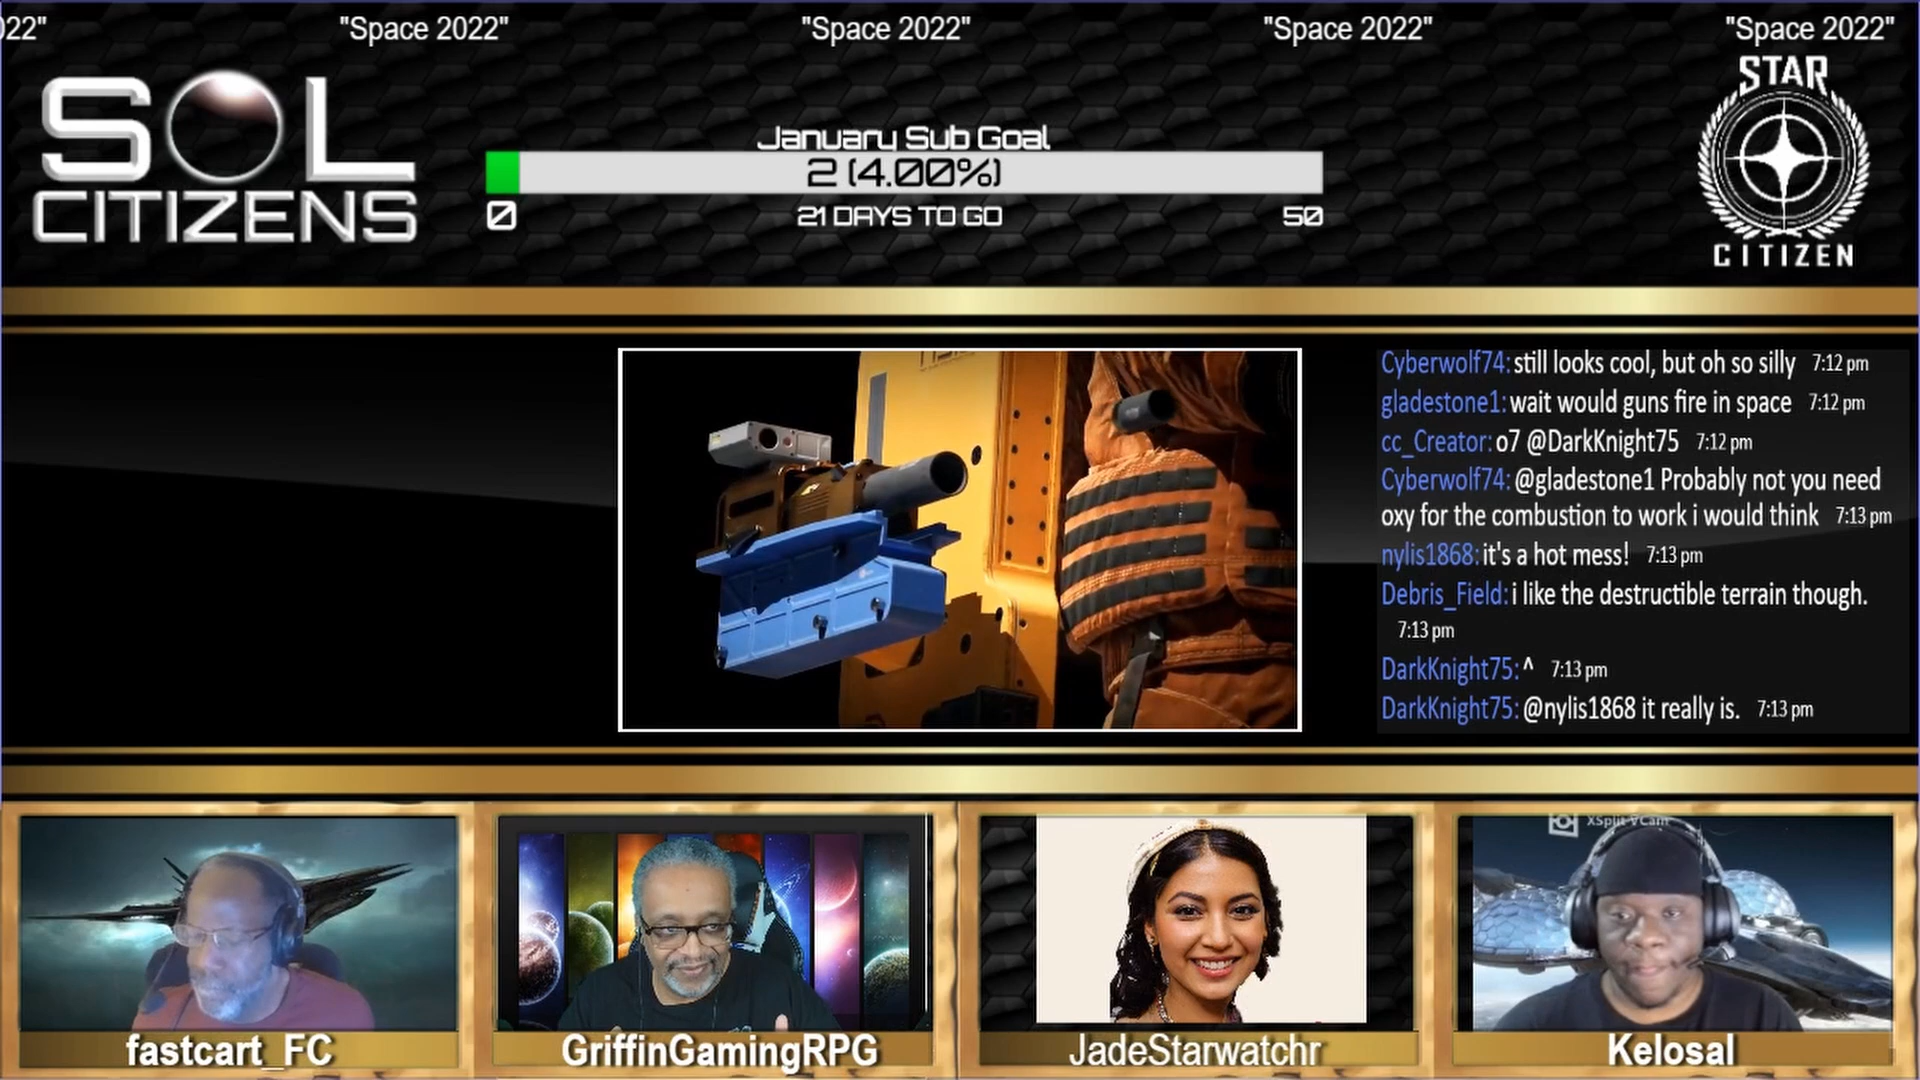 022"
"Space 2022"
"Space 2022"
"Space 2022"
"Space 2022"
SOL
CITIZENS
January Sub Goal
2 (4.00%)
0
21 DAYS TO GO
50
STAR
CITIZEN
Cyberwolf74: still looks cool, but oh so silly 7:12 pm
gladestone1: wait would guns fire in space 7:12 pm
cc_Creator: o7 @DarkKnight75 7:12 pm
Cyberwolf74: @gladestone1 Probably not you need
oxy for the combustion to work i would think 7:13 pm
nylis1868: it's a hot mess! 7:13 pm
Debris_Field: i like the destructible terrain though.
7:13 pm
DarkKnight75: ^ 7:13 pm
DarkKnight75: @nylis1868 it really is. 7:13 pm
XSplit VCam
fastcart_FC
GriffinGamingRPG
JadeStarwatchr
Kelosal